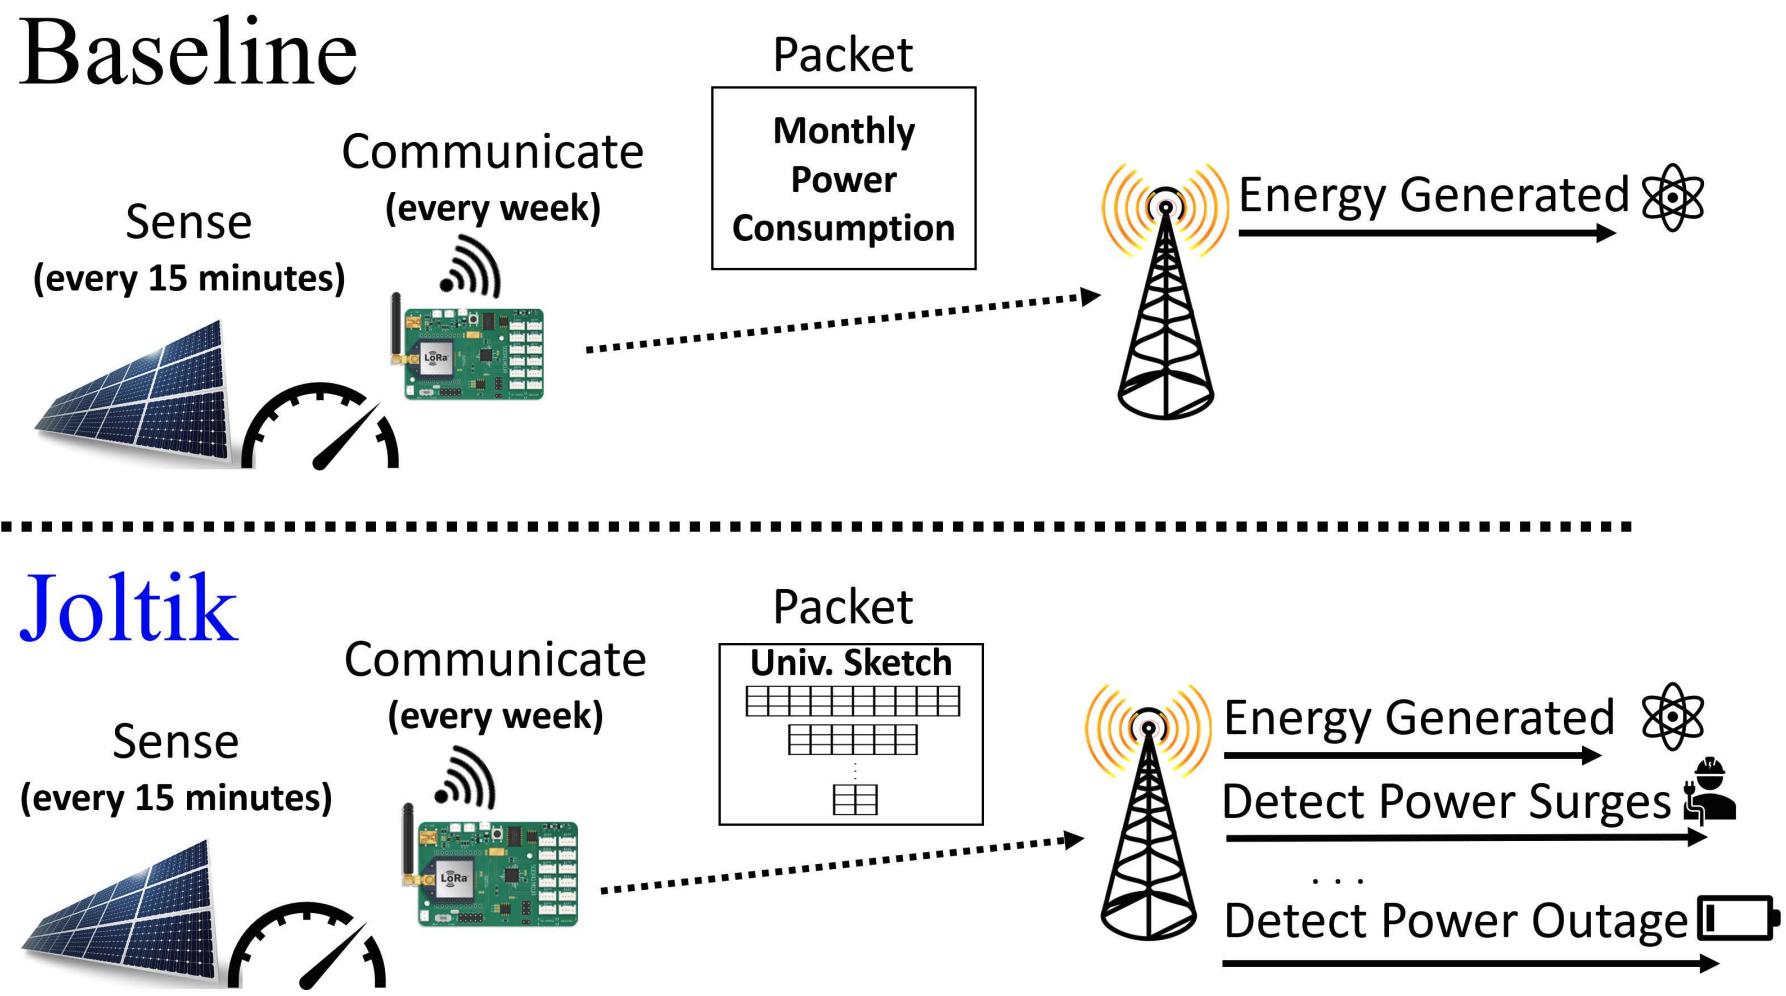 Baseline
Packet
Monthly
Power
Consumption
Communicate
(every week)
Sense
(every 15 minutes)
LoRa
Energy Generated
Joltik
Packet
Univ. Sketch
Communicate
(every week)
Sense
(every 15 minutes)
LoRa
Energy Generated
Detect Power Surges
. . .
Detect Power Outage